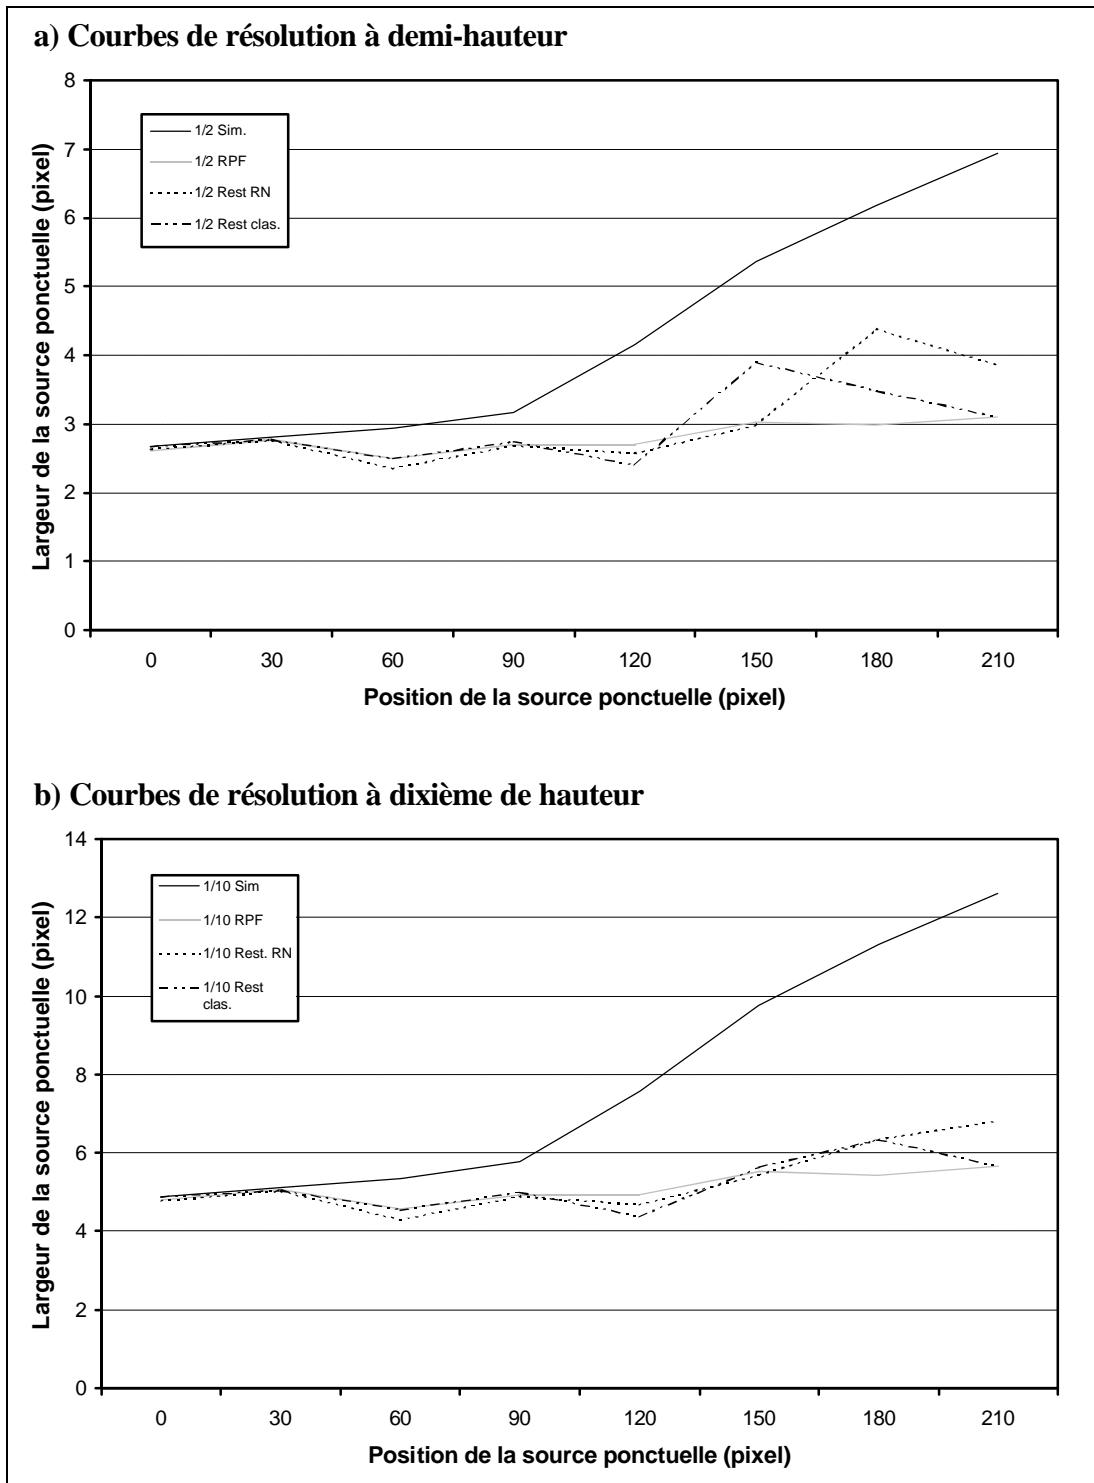 a) Courbes de résolution à demi-hauteur
8
7
6
5
4
3
2
1
0
Largeur de la source ponctuelle (pixel)
1/2 Sim.
1/2 RPF
1/2 Rest RN
1/2 Rest clas.
0 30 60 90 120 150 180 210
Position de la source ponctuelle (pixel)
b) Courbes de résolution à dixième de hauteur
14
12
10
8
6
4
2
0
Largeur de la source ponctuelle (pixel)
1/10 Sim
1/10 RPF
1/10 Rest. RN
1/10 Rest
clas.
0 30 60 90 120 150 180 210
Position de la source ponctuelle (pixel)